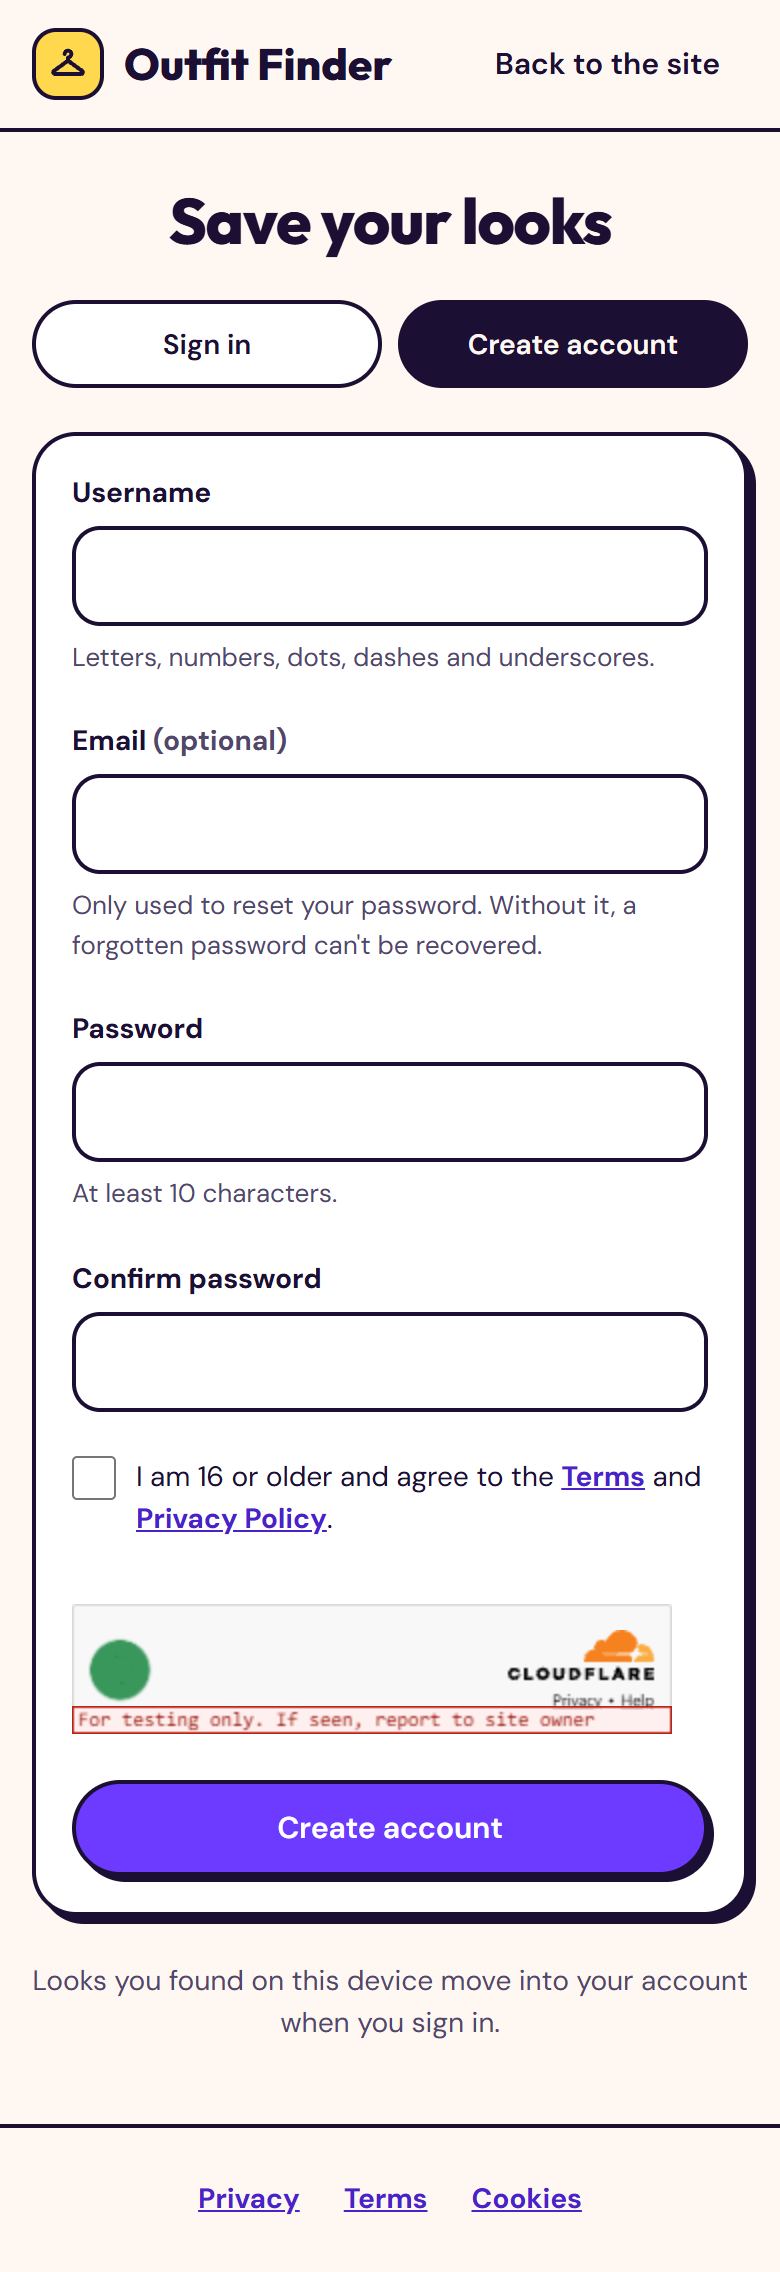 Outfit Finder
Back to the site
Save your looks
Sign in
Create account
Username
Letters, numbers, dots, dashes and underscores.
Email (optional)
Only used to reset your password. Without it, a
forgotten password can't be recovered.
Password
At least 10 characters.
Confirm password
I am 16 or older and agree to the Terms and
Privacy Policy.
CLOUDFLARE
Privacy • Help
For testing only. If seen, report to site owner
Create account
Looks you found on this device move into your account
when you sign in.
Privacy
Terms
Cookies